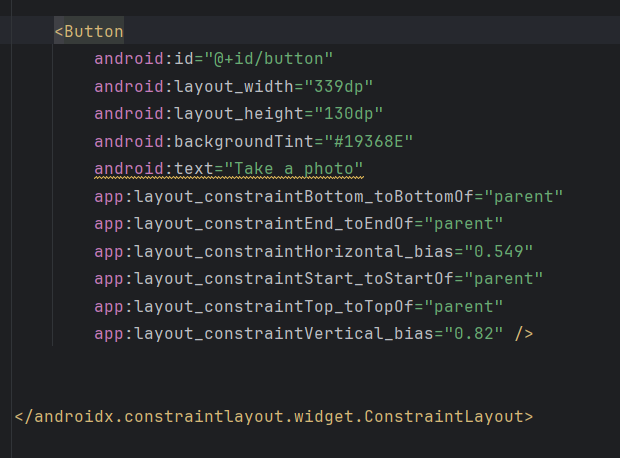 <Button
android:id="@+id/button"
android:layout_width="339dp"
android:layout_height="130dp"
android:backgroundTint="#19368E"
android:text="Take a photo"
app:layout_constraintBottom_toBottomOf="parent"
app:layout_constraintEnd_toEndOf="parent"
app:layout_constraintHorizontal_bias="0.549"
app:layout_constraintStart_toStartOf="parent"
app:layout_constraintTop_toTopOf="parent"
app:layout_constraintVertical_bias="0.82" />
</androidx.constraintlayout.widget.ConstraintLayout>